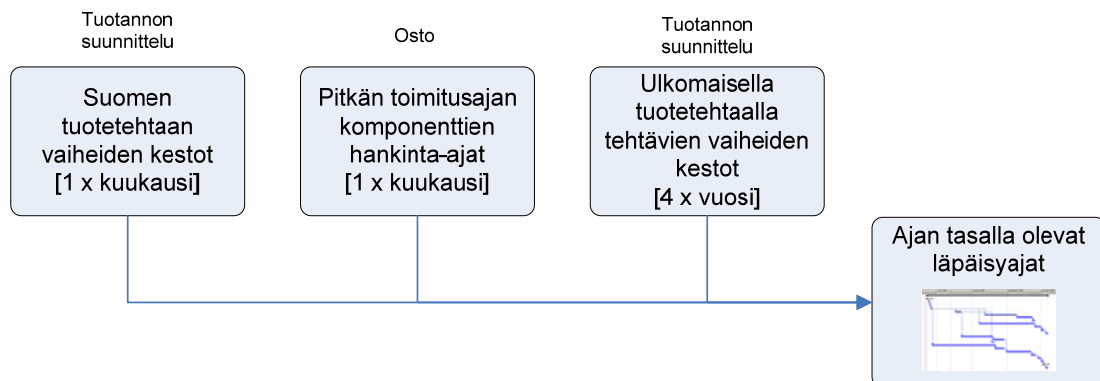 Tuotannon
suunnittelu
Suomen
tuotetehtaan
vaiheiden kestot
[1 x kuukausi]
Osto
Pitkän toimitusajan
komponenttien
hankinta-ajat
[1 x kuukausi]
Tuotannon
suunnittelu
Ulkomaisella
tuotetehtaalla
tehtävien vaiheiden
kestot
[4 x vuosi]
Ajan tasalla olevat
läpäisyajat